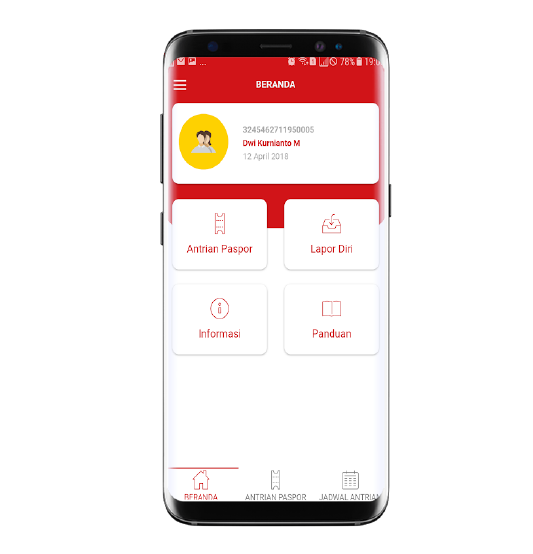 ... 78% 19:
BERANDA
3245462711950005
Dwi Kurnianto M
12 April 2018
Antrian Paspor
Lapor Diri
Informasi
Panduan
BERANDA
ANTRIAN PASPOR
JADWAL ANTRIAN